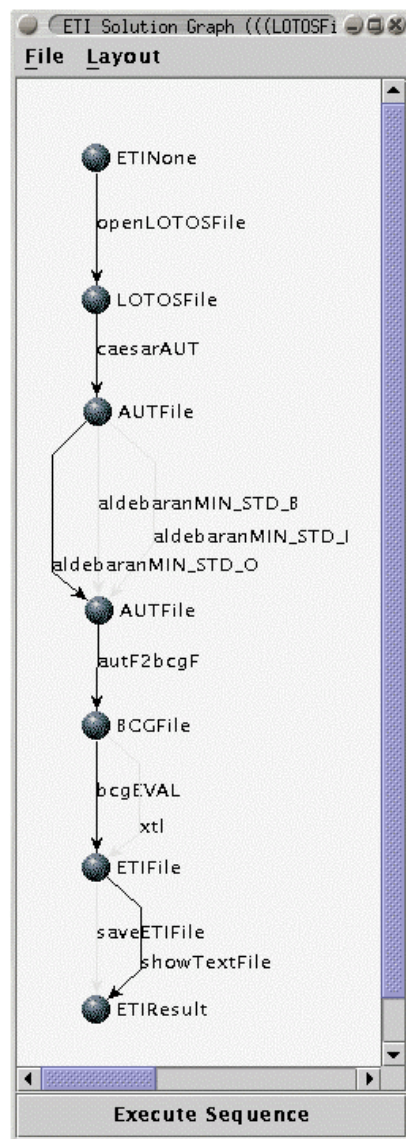 ETI Solution Graph (((LOTOSFi
File Layout
ETINone
openLOTOSFile
LOTOSFile
caesarAUT
AUTFile
aldebaranMIN_STD_B
aldebaranMIN_STD_I
aldebaranMIN_STD_O
AUTFile
autF2bcgF
BCGFile
bcgEVAL
xtl
ETIFile
saveETIFile
showTextFile
ETIResult
Execute Sequence